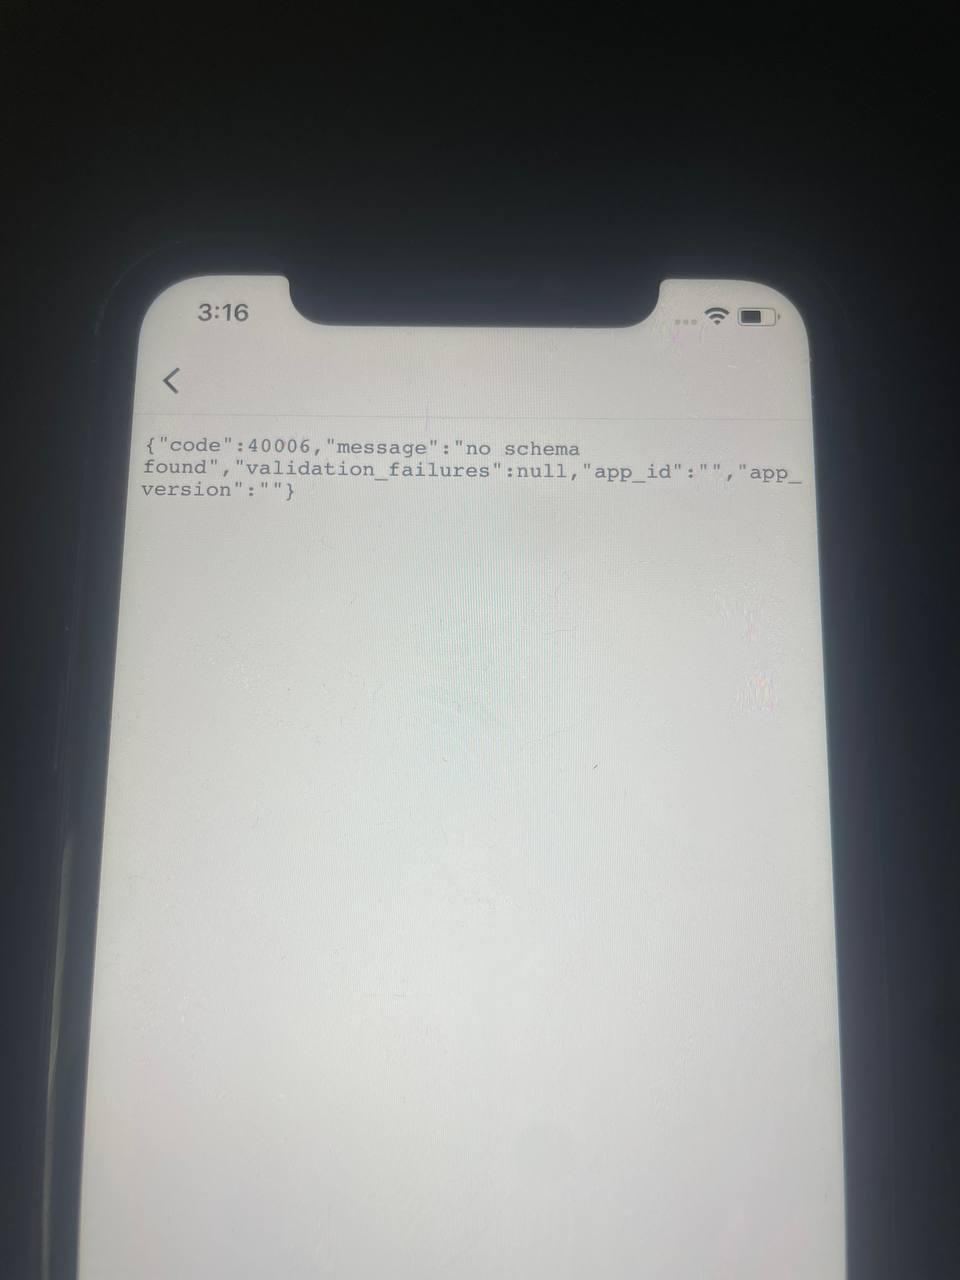 3:16
{"code":40006,"message":"no schema
found","validation_failures":null,"app_id":"","app_
version":""}